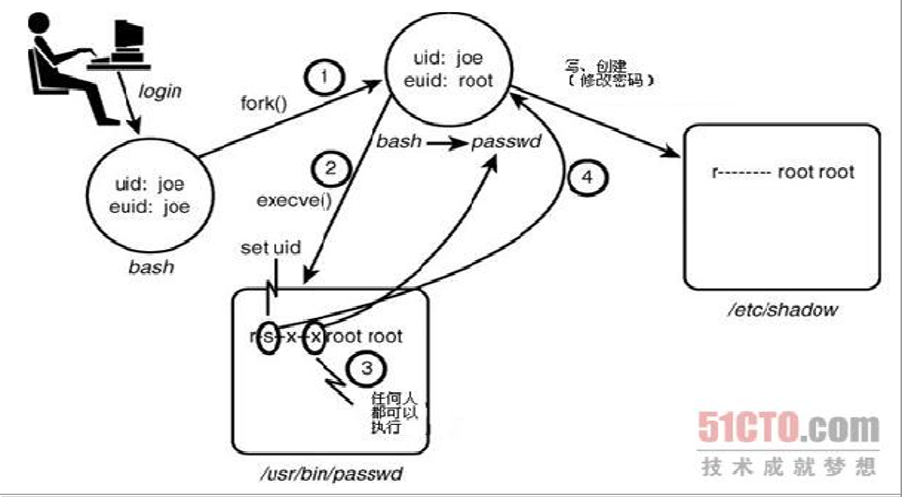 login
uid: joe
euid: joe
bash
fork()
1
uid: joe
euid: root
bash
passwd
2
execve()
写、创建
(修改密码)
4
r-------- root root
/etc/shadow
set uid
r-s--x--x root root
3
任何人
都可以
执行
/usr/bin/passwd
51CTO.com
技术成就梦想